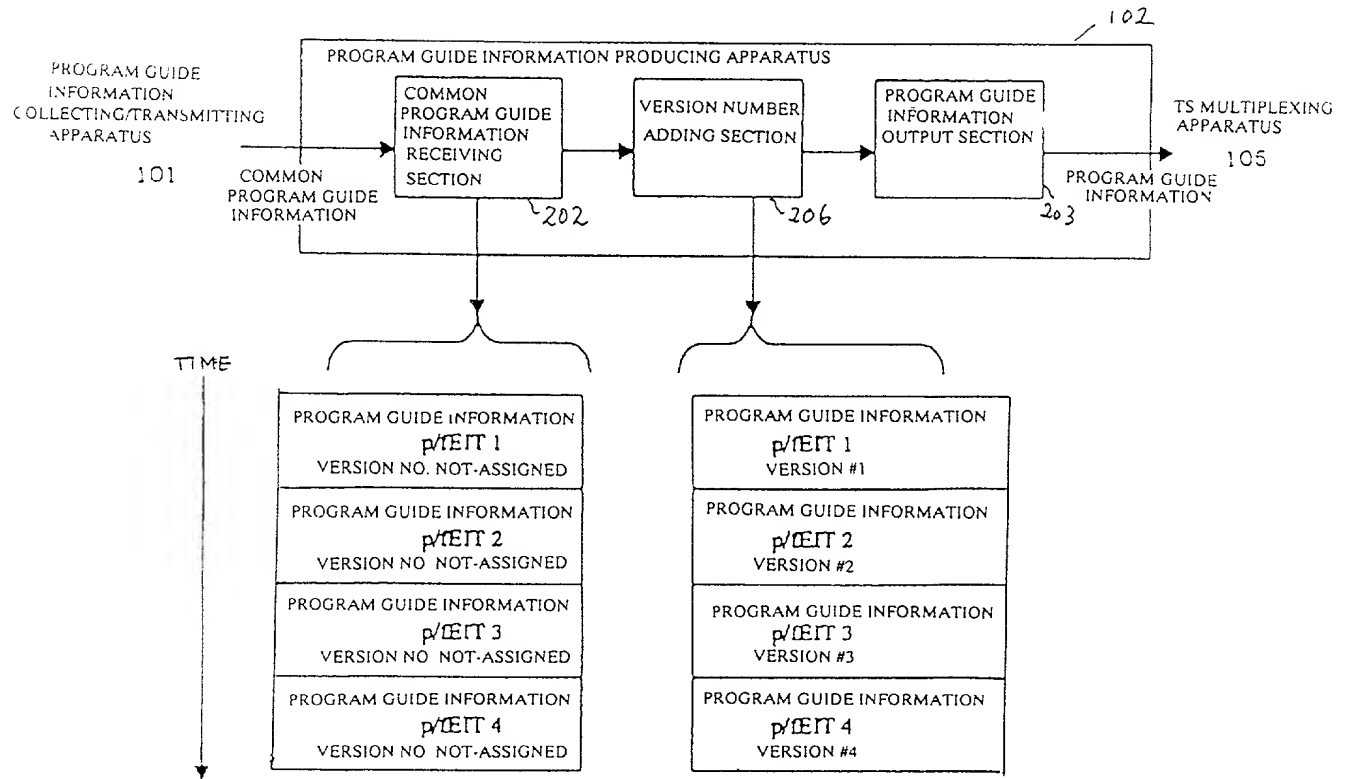 102
PROGRAM GUIDE INFORMATION PRODUCING APPARATUS
PROGRAM GUIDE
INFORMATION
COLLECTING/TRANSMITTING
APPARATUS
101
COMMON
PROGRAM GUIDE
INFORMATION
COMMON
PROGRAM GUIDE
INFORMATION
RECEIVING
SECTION
202
VERSION NUMBER
ADDING SECTION
206
PROGRAM GUIDE
INFORMATION
OUTPUT SECTION
203
PROGRAM GUIDE
INFORMATION
TS MULTIPLEXING
APPARATUS
105
TIME
PROGRAM GUIDE INFORMATION
p/fEIT 1
VERSION NO. NOT-ASSIGNED
PROGRAM GUIDE INFORMATION
p/fEIT 2
VERSION NO NOT-ASSIGNED
PROGRAM GUIDE INFORMATION
p/fEIT 3
VERSION NO NOT-ASSIGNED
PROGRAM GUIDE INFORMATION
p/fEIT 4
VERSION NO NOT-ASSIGNED
PROGRAM GUIDE INFORMATION
p/fEIT 1
VERSION #1
PROGRAM GUIDE INFORMATION
p/fEIT 2
VERSION #2
PROGRAM GUIDE INFORMATION
p/fEIT 3
VERSION #3
PROGRAM GUIDE INFORMATION
p/fEIT 4
VERSION #4